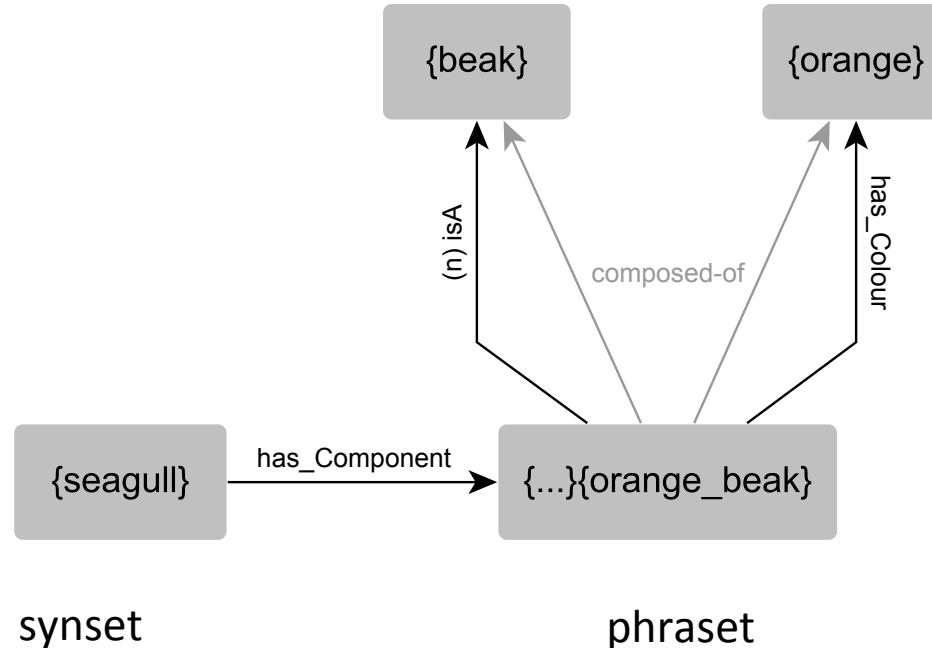 {beak}
{orange}
(n) isA
has_Colour
composed-of
has_Component
{seagull}
{...}{orange_beak}
synset
phraset